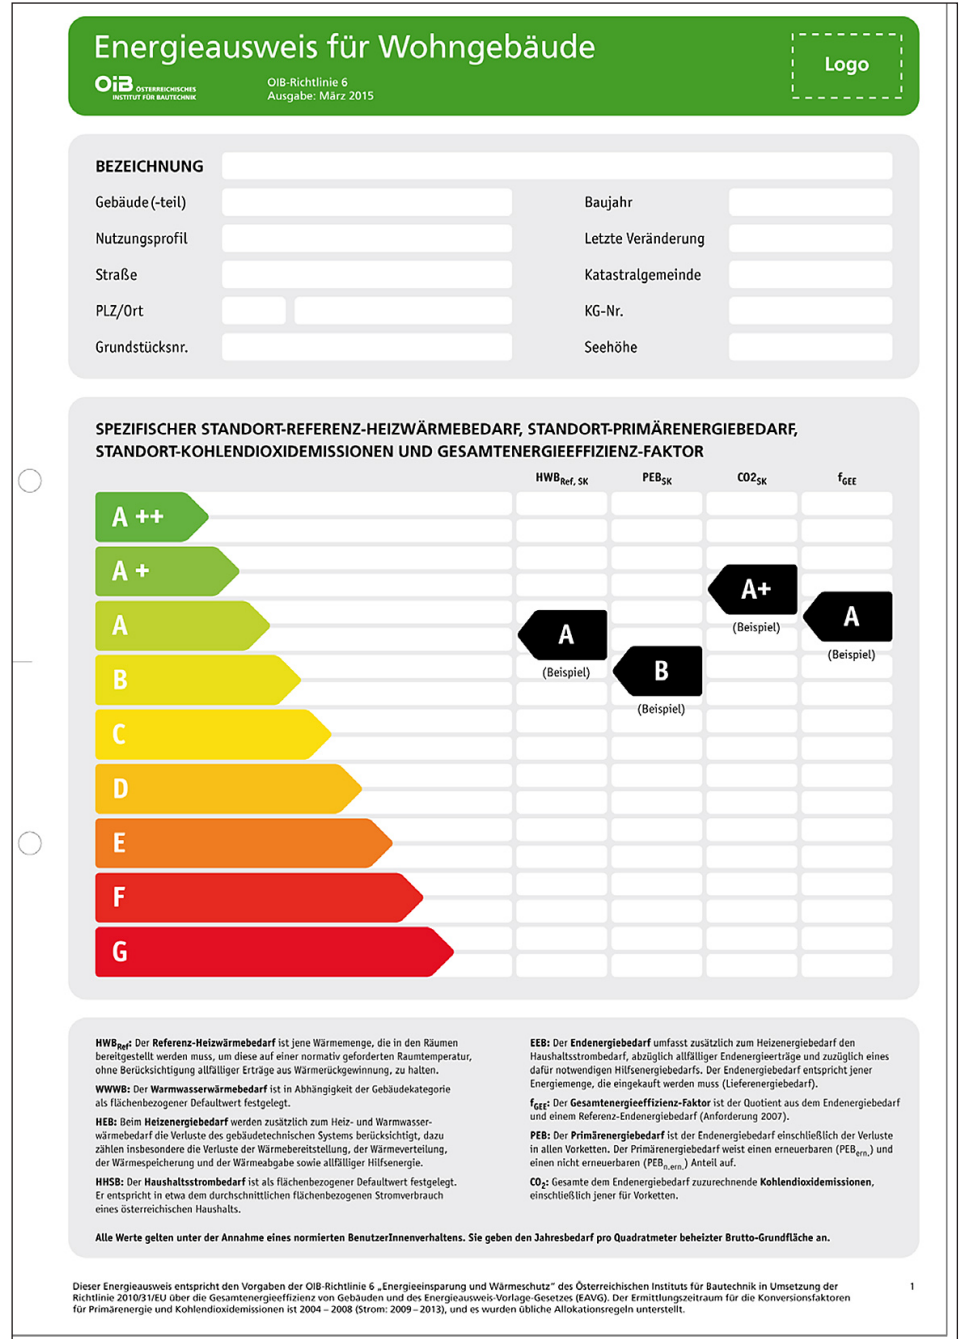 Energieausweis für Wohngebäude
Logo
OiB ÖSTERREICHISCHES
INSTITUT FÜR BAUTECHNIK
OIB-Richtlinie 6
Ausgabe: März 2015
BEZEICHNUNG
Gebäude (-teil)
Baujahr
Nutzungsprofil
Letzte Veränderung
Straße
Katastralgemeinde
PLZ/Ort
KG-Nr.
Grundstücksnr.
Seehöhe
SPEZIFISCHER STANDORT-REFERENZ-HEIZWÄRMEBEDARF, STANDORT-PRIMÄRENERGIEBEDARF,
STANDORT-KOHLENDIOXIDEMISSIONEN UND GESAMTENERGIEEFFIZIENZ-FAKTOR
HWBRef, SK PEBSK CO2SK fGEE
A ++
A +
A+
(Beispiel)
A
A
(Beispiel)
A
(Beispiel)
B
B
(Beispiel)
C
D
E
F
G
HWBRef: Der Referenz-Heizwärmebedarf ist jene Wärmemenge, die in den Räumen
bereitgestellt werden muss, um diese auf einer normativ geforderten Raumtemperatur,
ohne Berücksichtigung allfälliger Erträge aus Wärmerückgewinnung, zu halten.
WWWB: Der Warmwasserwärmebedarf ist in Abhängigkeit der Gebäudekategorie
als flächenbezogener Defaultwert festgelegt.
HEB: Beim Heizenergiebedarf werden zusätzlich zum Heiz- und Warmwasser-
wärmebedarf die Verluste des gebäudetechnischen Systems berücksichtigt, dazu
zählen insbesondere die Verluste der Wärmebereitstellung, der Wärmeverteilung,
der Wärmespeicherung und der Wärmeabgabe sowie allfälliger Hilfsenergie.
HHSB: Der Haushaltsstrombedarf ist als flächenbezogener Defaultwert festgelegt.
Er entspricht in etwa dem durchschnittlichen flächenbezogenen Stromverbrauch
eines österreichischen Haushalts.
EEB: Der Endenergiebedarf umfasst zusätzlich zum Heizenergiebedarf den
Haushaltsstrombedarf, abzüglich allfälliger Endenergieerträge und zuzüglich eines
dafür notwendigen Hilfsenergiebedarfs. Der Endenergiebedarf entspricht jener
Energiemenge, die eingekauft werden muss (Lieferenergiebedarf).
fGEE: Der Gesamtenergieeffizienz-Faktor ist der Quotient aus dem Endenergiebedarf
und einem Referenz-Endenergiebedarf (Anforderung 2007).
PEB: Der Primärenergiebedarf ist der Endenergiebedarf einschließlich der Verluste
in allen Vorketten. Der Primärenergiebedarf weist einen erneuerbaren (PEBern.) und
einen nicht erneuerbaren (PEBn.ern.) Anteil auf.
CO2: Gesamte dem Endenergiebedarf zuzurechnende Kohlendioxidemissionen,
einschließlich jener für Vorketten.
Alle Werte gelten unter der Annahme eines normierten BenutzerInnenverhaltens. Sie geben den Jahresbedarf pro Quadratmeter beheizter Brutto-Grundfläche an.
Dieser Energieausweis entspricht den Vorgaben der OIB-Richtlinie 6 „Energieeinsparung und Wärmeschutz" des Österreichischen Instituts für Bautechnik in Umsetzung der
Richtlinie 2010/31/EU über die Gesamtenergieeffizienz von Gebäuden und des Energieausweis-Vorlage-Gesetzes (EAVG). Der Ermittlungszeitraum für die Konversionsfaktoren
für Primärenergie und Kohlendioxidemissionen ist 2004 – 2008 (Strom: 2009 – 2013), und es wurden übliche Allokationsregeln unterstellt.
1